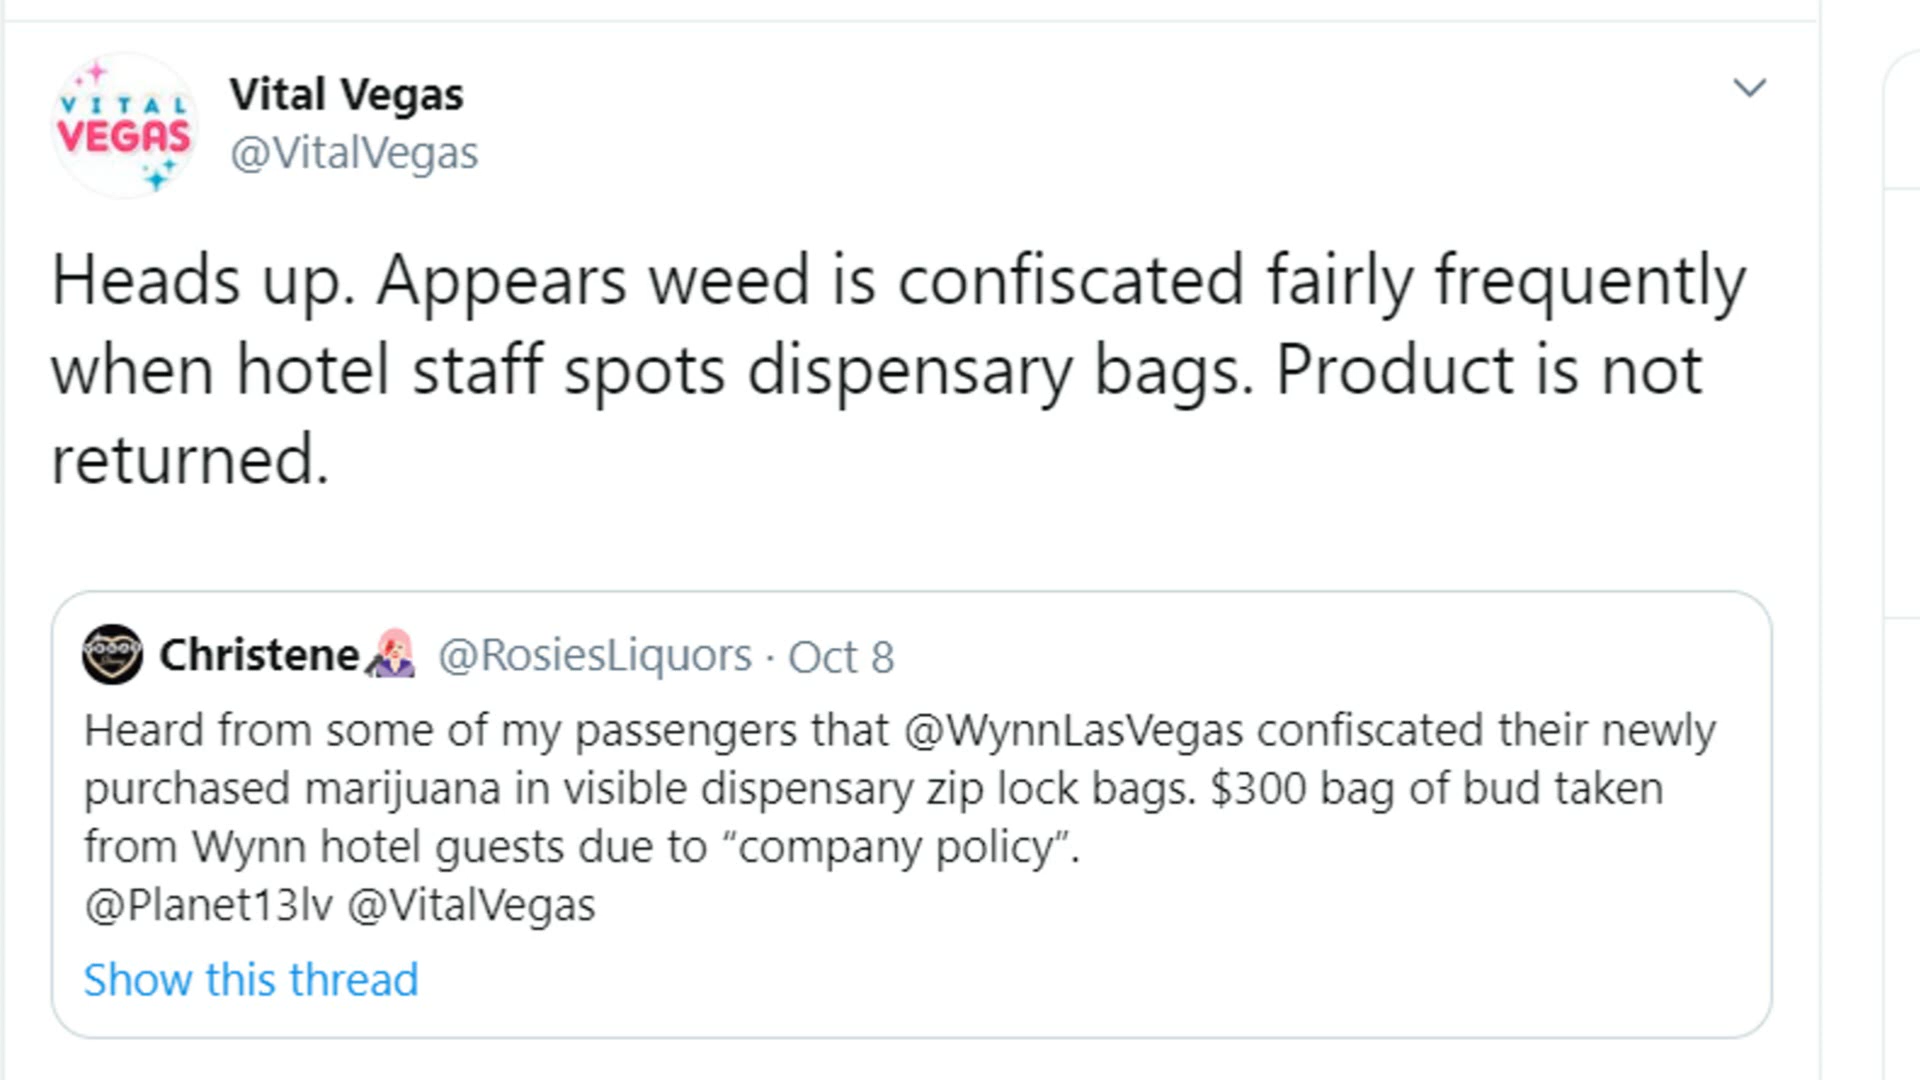 VITAL
VEGAS
Vital Vegas
@VitalVegas
Heads up. Appears weed is confiscated fairly frequently
when hotel staff spots dispensary bags. Product is not
returned.
Christene @RosiesLiquors · Oct 8
Heard from some of my passengers that @WynnLasVegas confiscated their newly
purchased marijuana in visible dispensary zip lock bags. $300 bag of bud taken
from Wynn hotel guests due to “company policy”.
@Planet13lv @VitalVegas
Show this thread